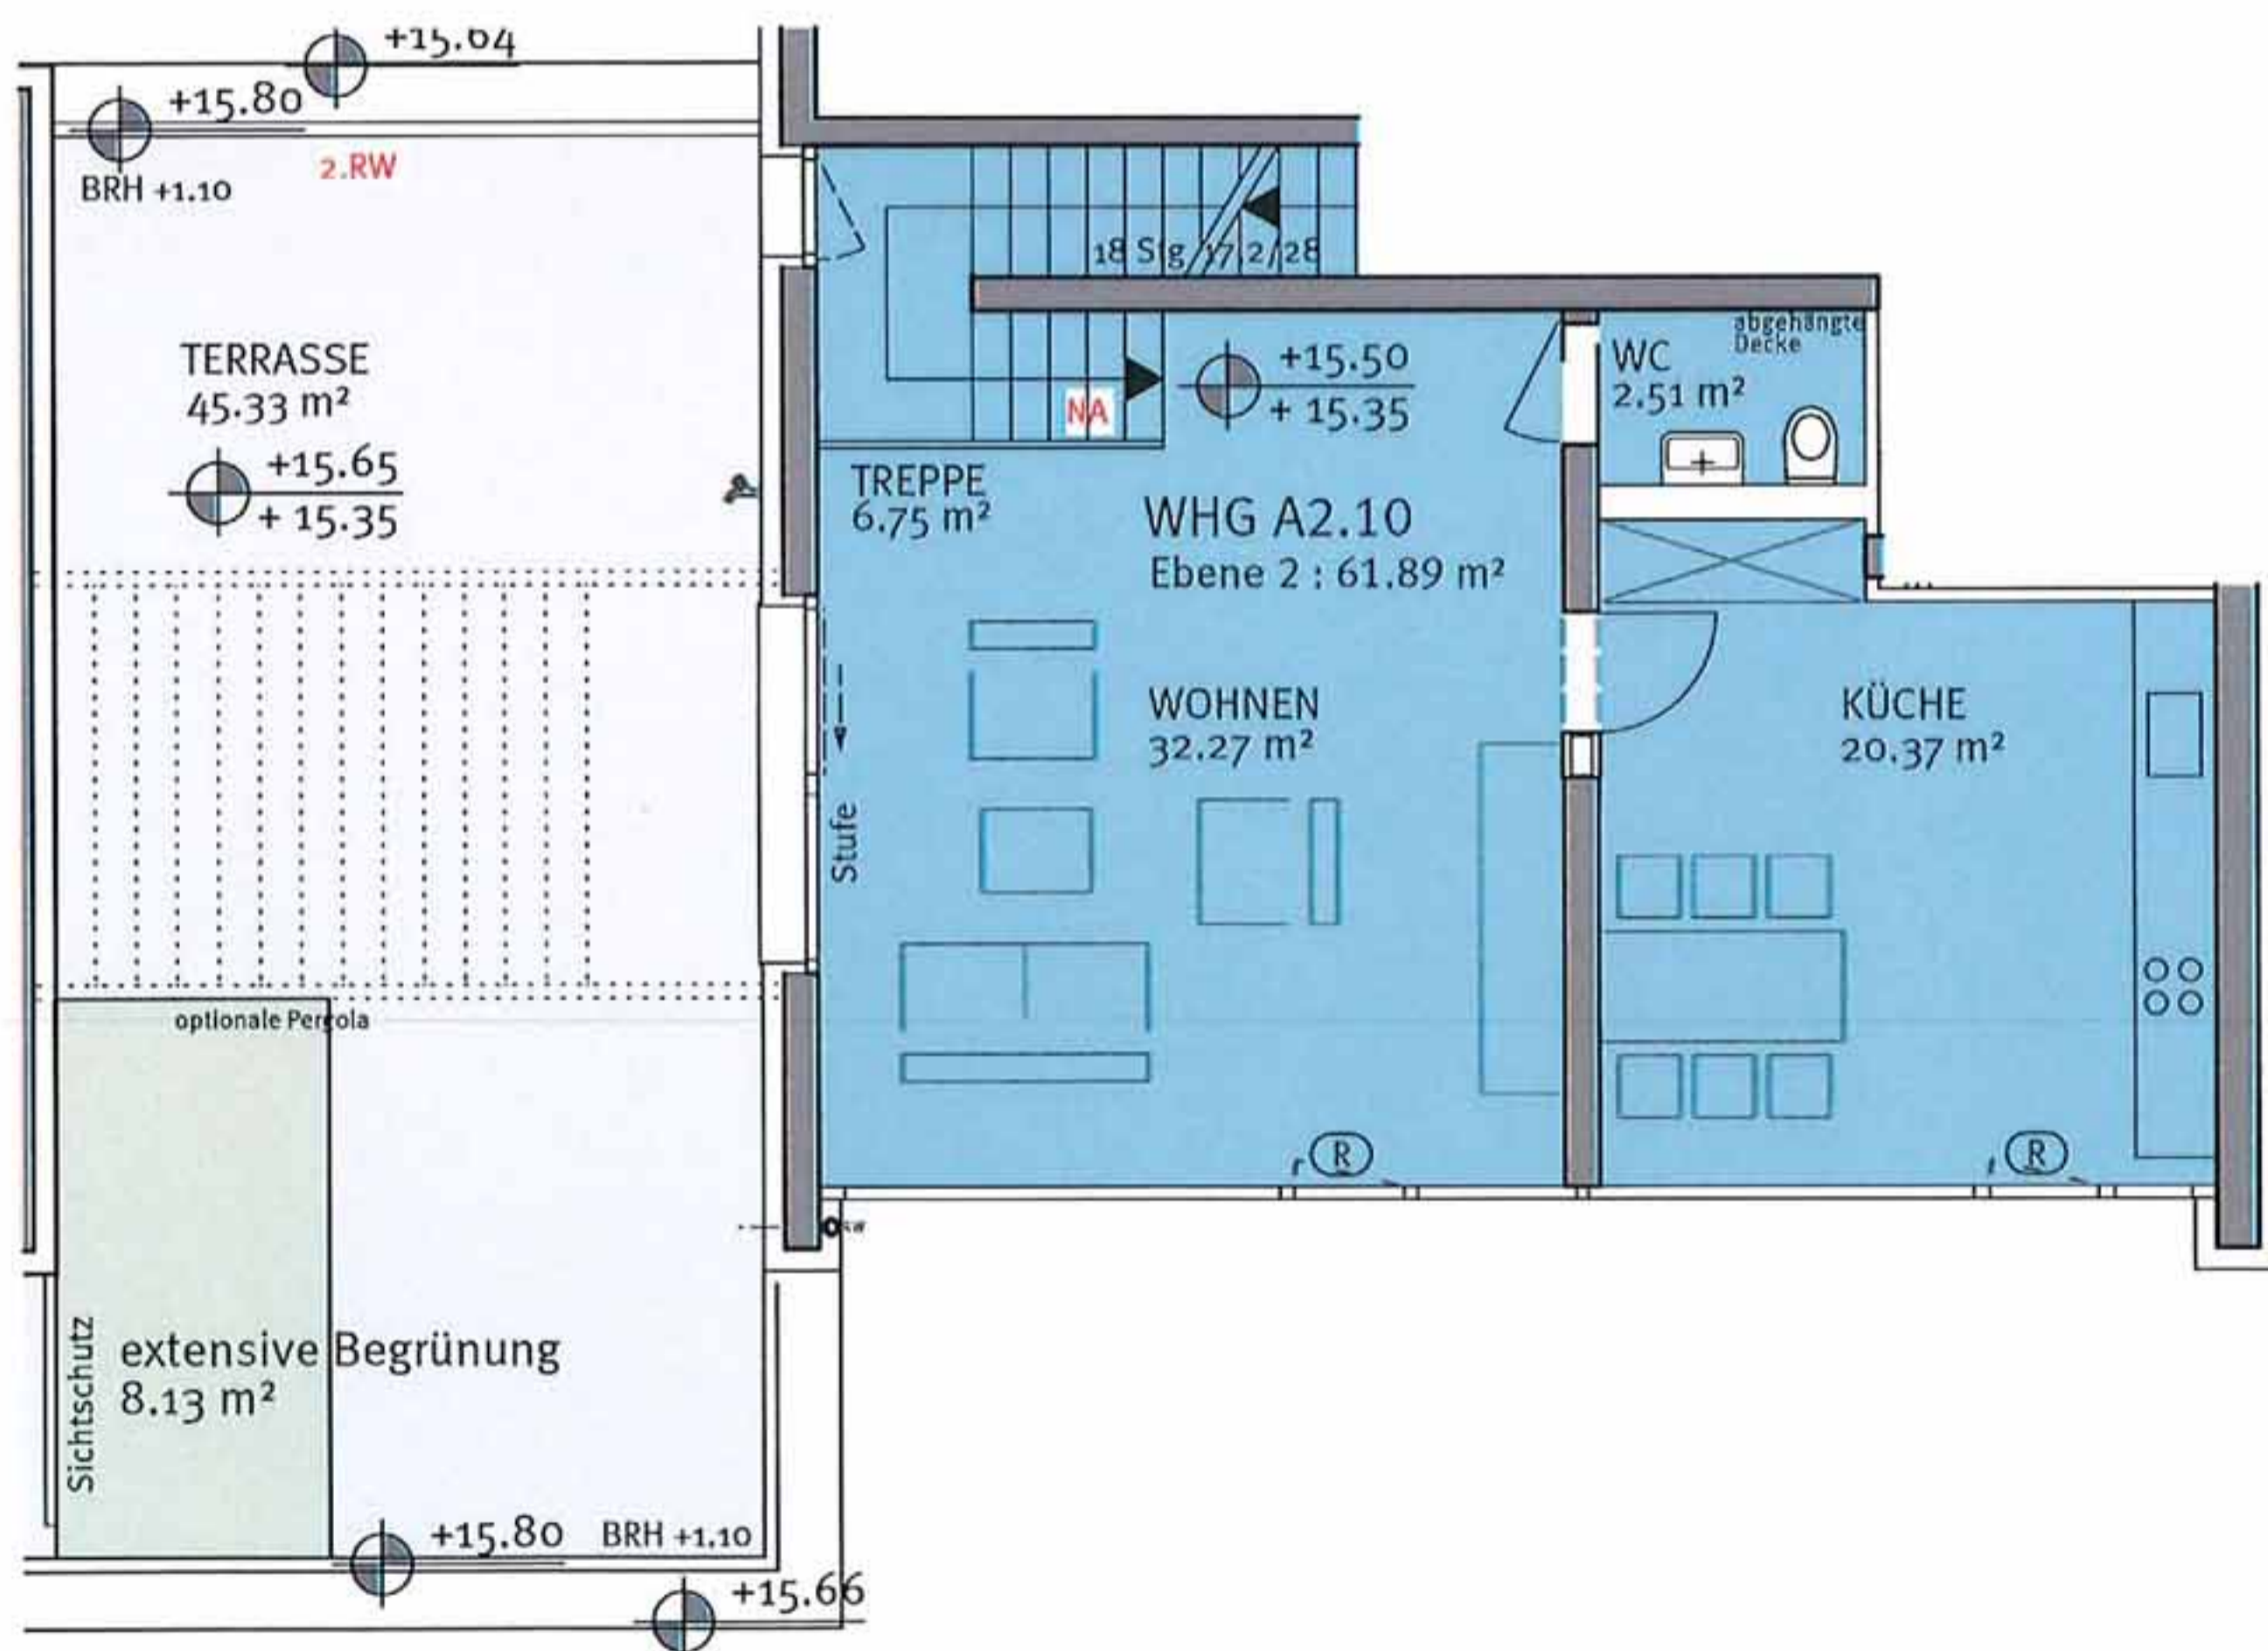 +15.64
+15.80
2.RW
BRH +1.10
18 Stg 17.2/28
TERRASSE
45.33 m²
+15.65
+ 15.35
+15.50
+ 15.35
NA
WC
2.51 m²
abgehängte
Decke
TREPPE
6.75 m²
WHG A2.10
Ebene 2 : 61.89 m²
WOHNEN
32.27 m²
KÜCHE
20.37 m²
Stufe
optionale Pergola
R
R
RW
Sichtschutz
extensive Begrünung
8.13 m²
+15.80
BRH +1.10
+15.66